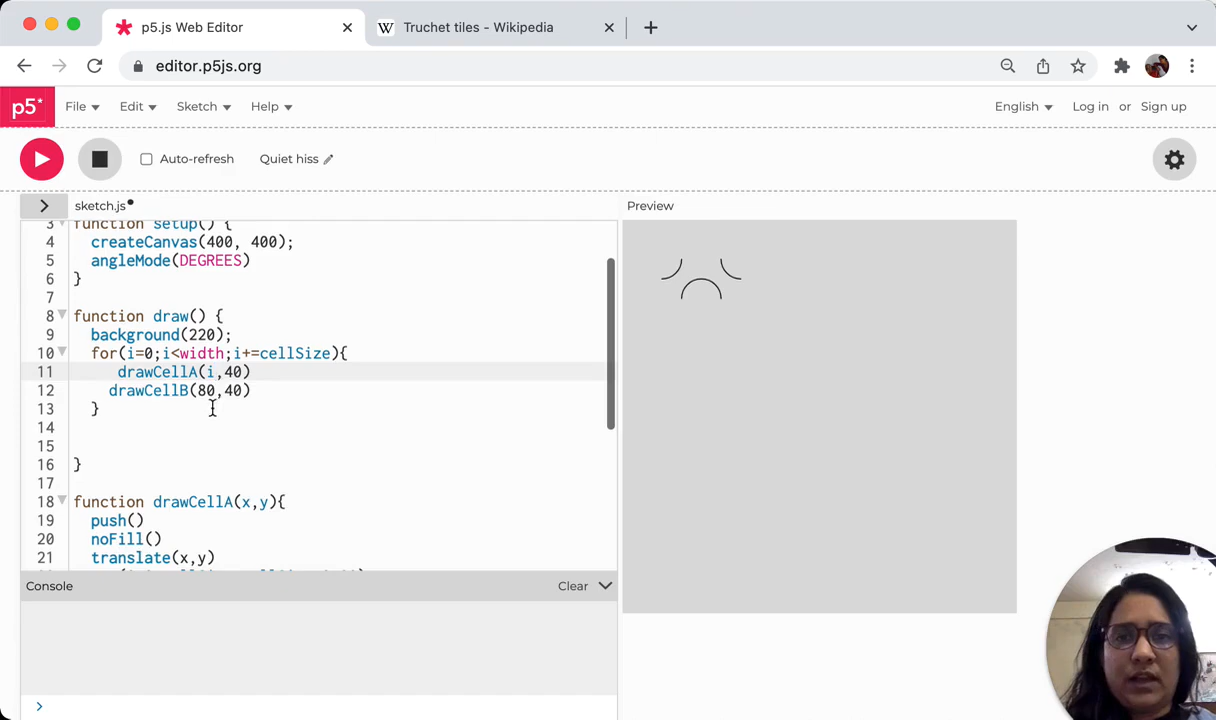 p5.js Web Editor
Truchet tiles - Wikipedia
editor.p5js.org
p5*
File
Edit
Sketch
Help
English
Log in or Sign up
Auto-refresh
Quiet hiss
sketch.js
Preview
3 function setup() {
4 createCanvas(400, 400);
5 angleMode(DEGREES)
6 }
7
8 function draw() {
9 background(220);
10 for(i=0;i<width;i+=cellSize){
11 drawCellA(i,40)
12 drawCellB(80,40)
13 }
14
15
16 }
17
18 function drawCellA(x,y){
19 push()
20 noFill()
21 translate(x,y)
Console
Clear
>